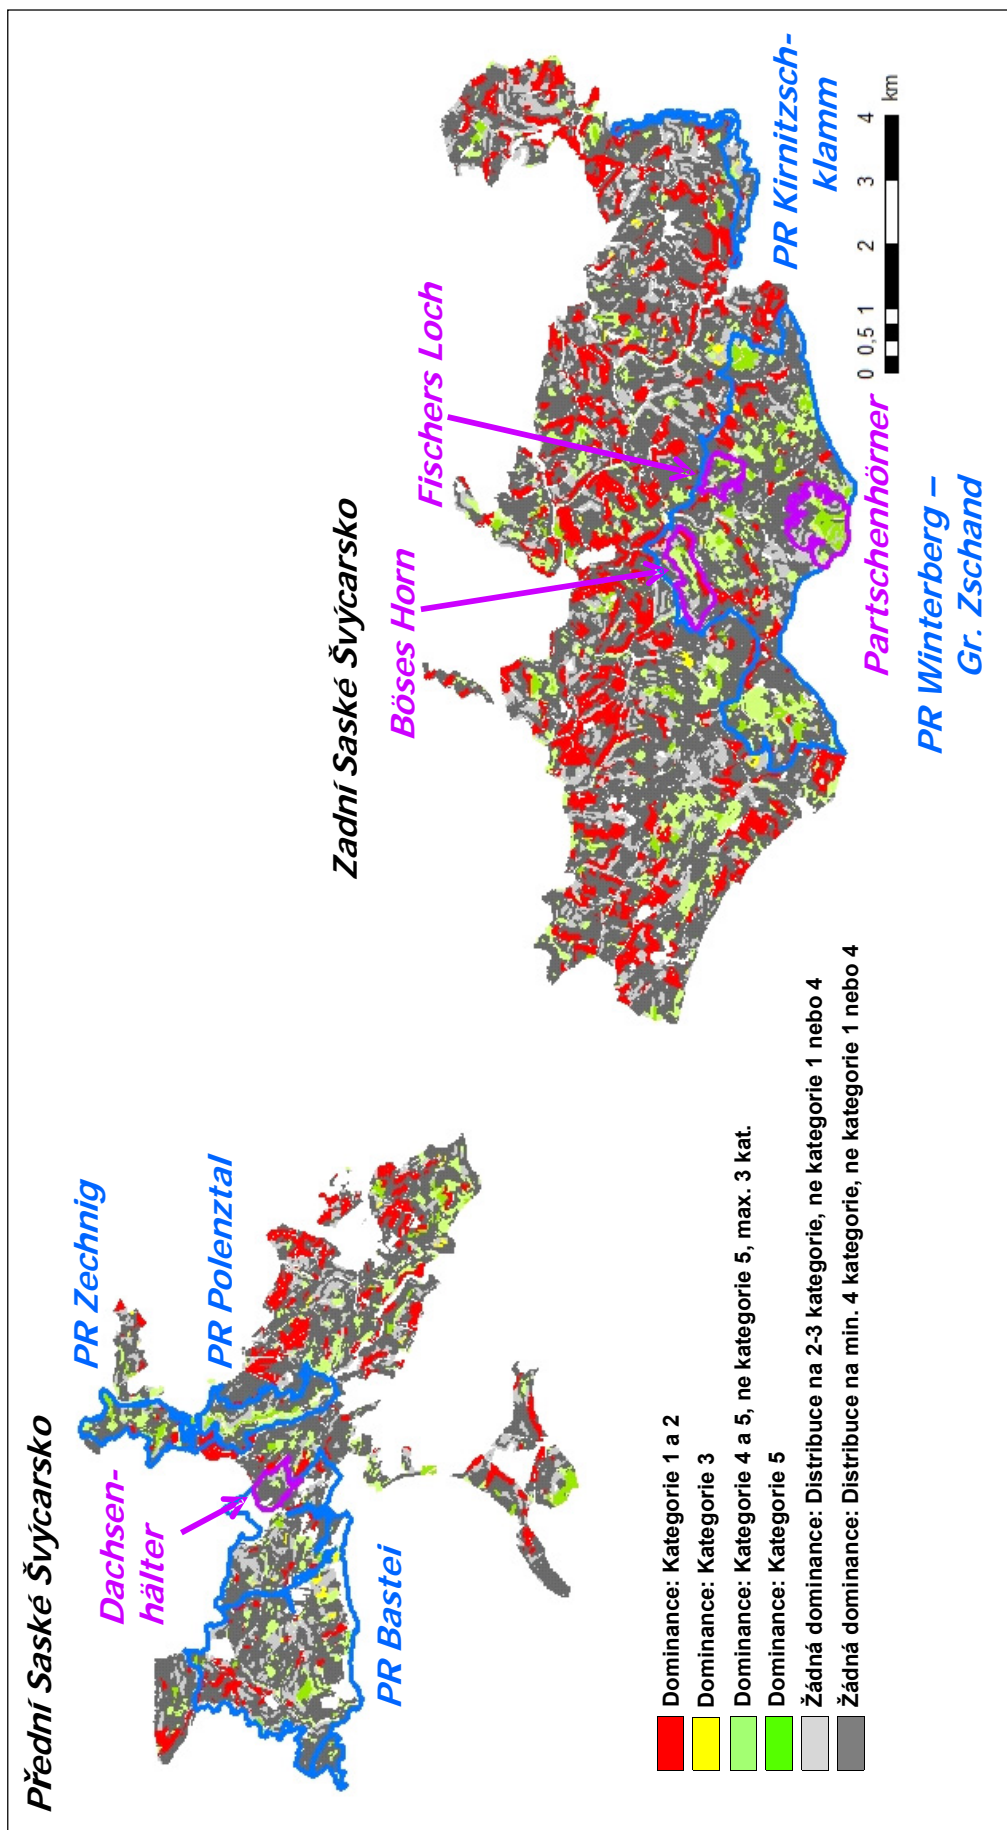 Přední Saské Švýcarsko
PR Zechnig
PR Polenztal
Dachsen-
hälter
PR Bastei
Zadní Saské Švýcarsko
Böses Horn
Fischers Loch
PR Kirnitzsch-
klamm
Partschenhörner
PR Winterberg –
Gr. Zschand
0 0,5 1 2 3 4
km
Dominance: Kategorie 1 a 2
Dominance: Kategorie 3
Dominance: Kategorie 4 a 5, ne kategorie 5, max. 3 kat.
Dominance: Kategorie 5
Žádná dominance: Distribuce na 2-3 kategorie, ne kategorie 1 nebo 4
Žádná dominance: Distribuce na min. 4 kategorie, ne kategorie 1 nebo 4